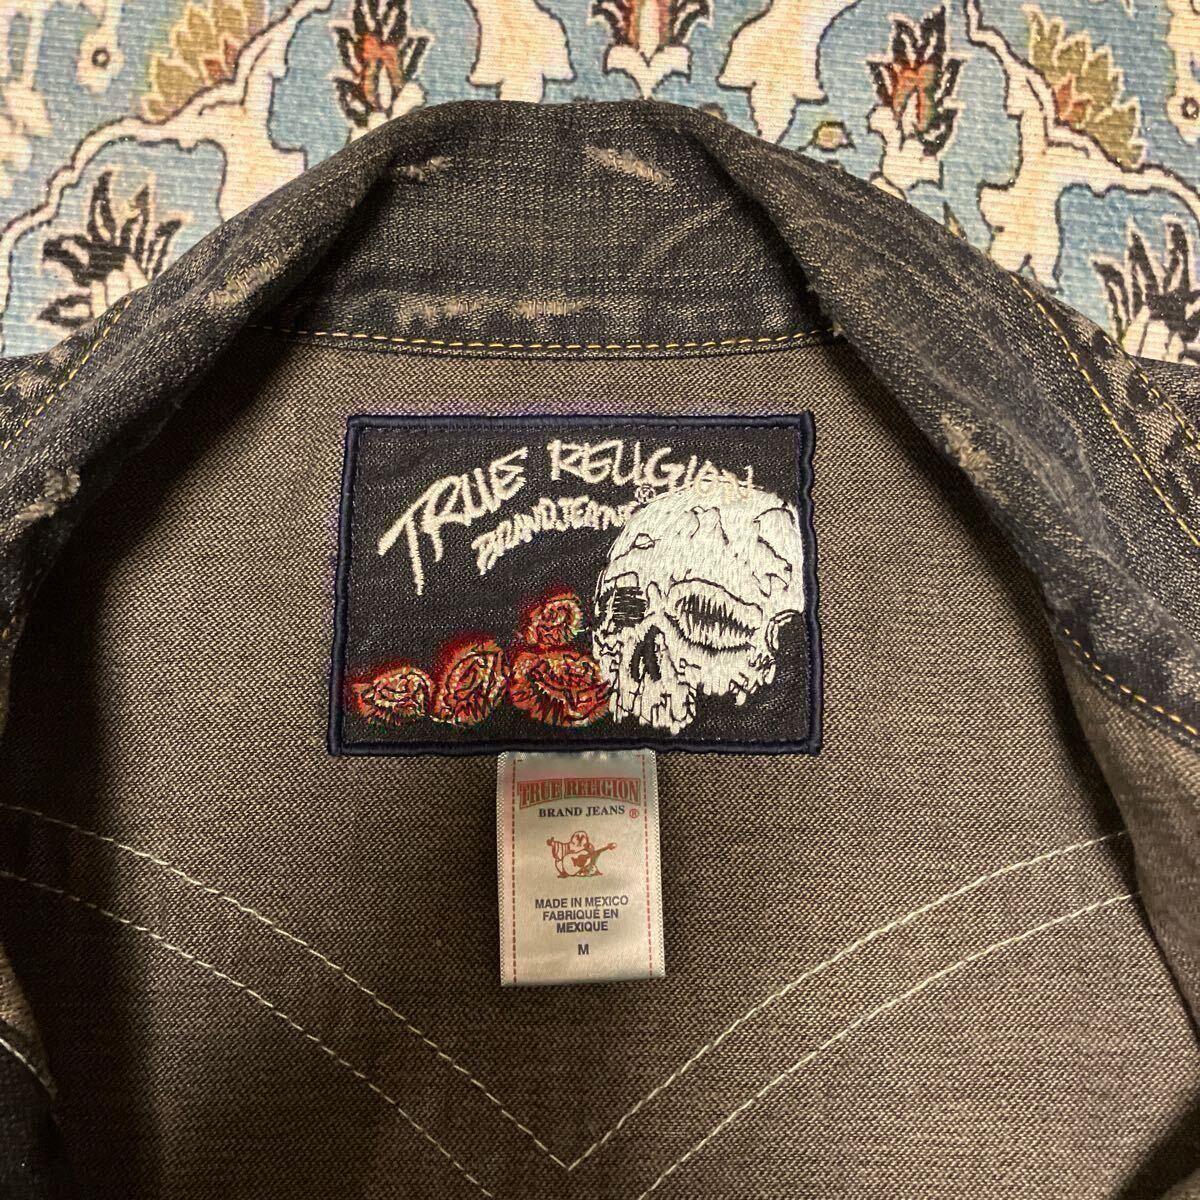 TRUE RELIGION
BRAND JEANS ®
TRUE RELIGION
BRAND JEANS ®
MADE IN MEXICO
FABRIQUÉ EN
MEXIQUE
M